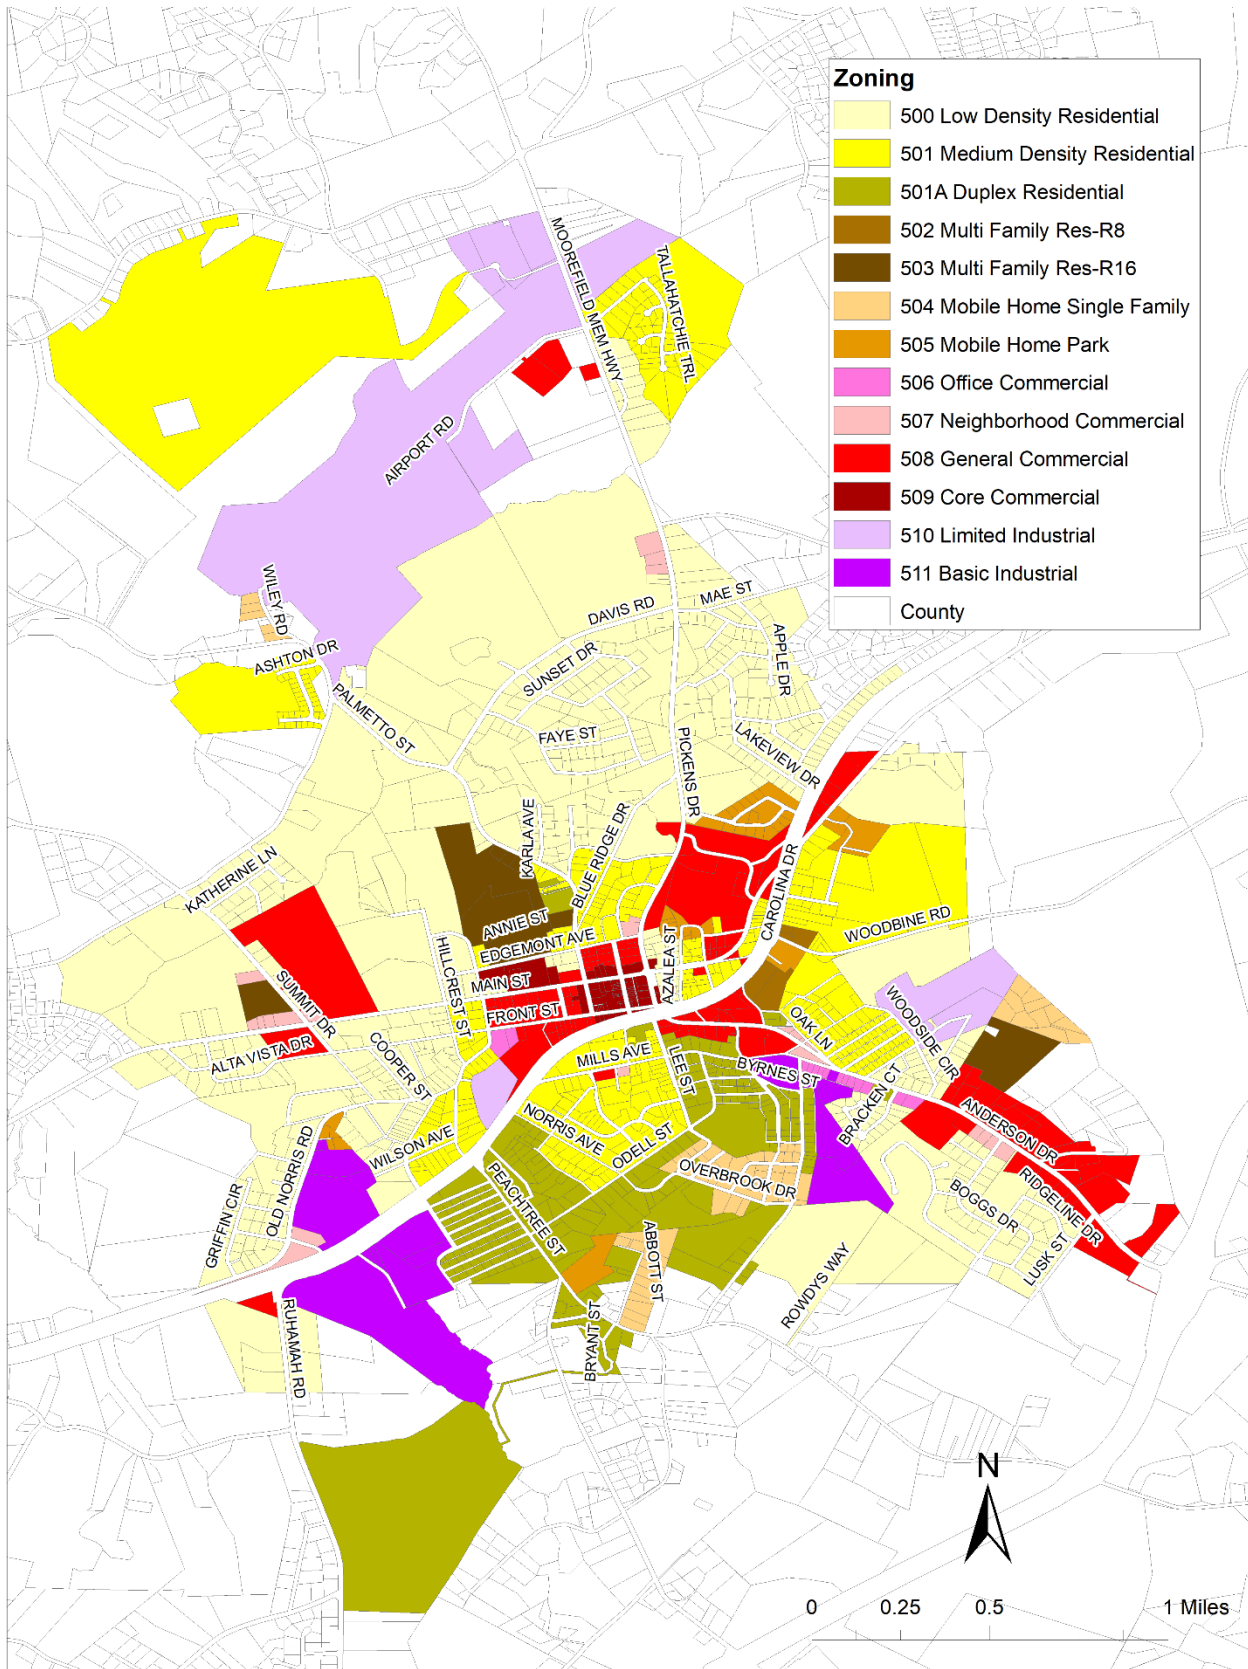 Zoning
500 Low Density Residential
501 Medium Density Residential
501A Duplex Residential
502 Multi Family Res-R8
503 Multi Family Res-R16
504 Mobile Home Single Family
505 Mobile Home Park
506 Office Commercial
507 Neighborhood Commercial
508 General Commercial
509 Core Commercial
510 Limited Industrial
511 Basic Industrial
County
MOOREFIELD MEM HWY
TALLAHATCHIE TRL
AIRPORT RD
WILEY RD
ASHTON DR
PALMETTO ST
DAVIS RD
MAE ST
SUNSET DR
APPLE DR
FAYE ST
PICKENS DR
LAKEVIEW DR
KARLA AVE
BLUE RIDGE DR
KATHERINE LN
CAROLINA DR
ANNIE ST
EDGEMONT AVE
WOODBINE RD
HILLCREST ST
AZALEA ST
MAIN ST
SUMMIT DR
FRONT ST
WOODSIDE CIR
OAK LN
ALTA VISTA DR
COOPER ST
MILLS AVE
LEE ST
BYRNES ST
BRACKEN CT
ANDERSON DR
NORRIS AVE
ODELL ST
WILSON AVE
OLD NORRIS RD
OVERBROOK DR
RIDGELINE DR
GRIFFIN CIR
PEACHTREE ST
BOGGS DR
LUSK ST
ABBOTT ST
ROWDYS WAY
RUHAMAH RD
BRYANT ST
N
0 0.25 0.5 1 Miles